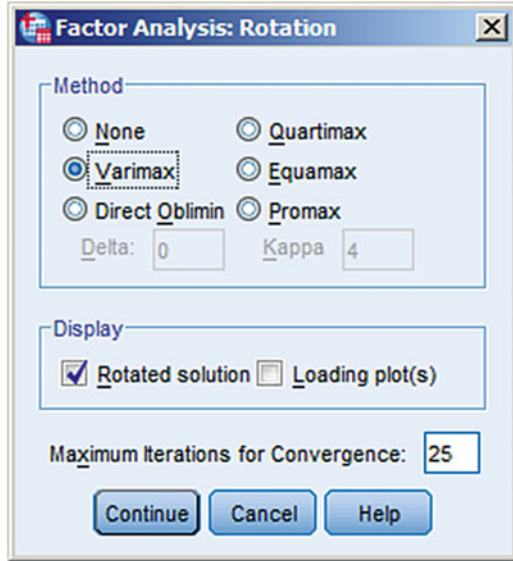 Factor Analysis: Rotation
Method
None Quartimax
Varimax Equamax
Direct Oblimin Promax
Delta: 0 Kappa 4
Display
Rotated solution Loading plot(s)
Maximum Iterations for Convergence: 25
Continue Cancel Help